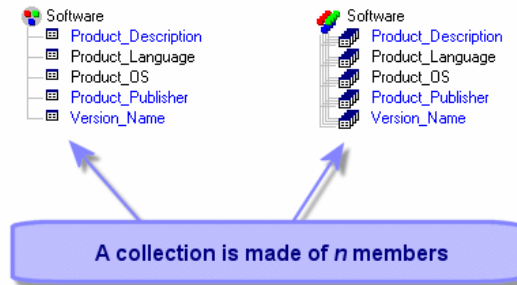 Software
Product_Description
Product_Language
Product_OS
Product_Publisher
Version_Name
Software
Product_Description
Product_Language
Product_OS
Product_Publisher
Version_Name
A collection is made of n members